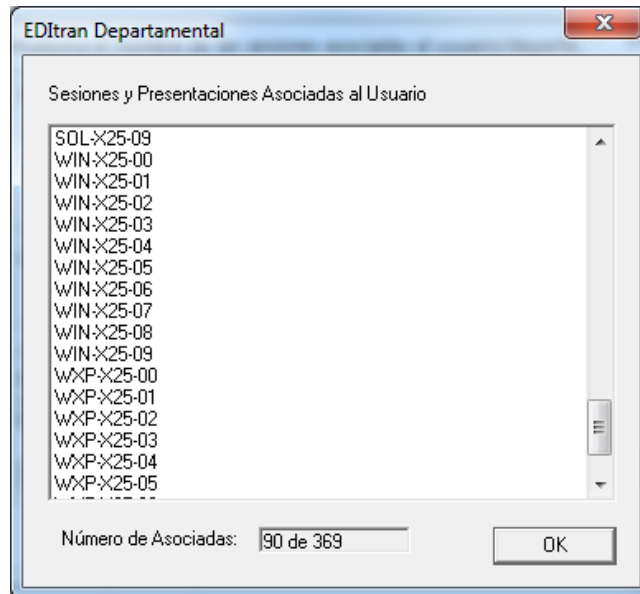 EDItran Departamental
Sesiones y Presentaciones Asociadas al Usuario
SOL-X25-09
WIN-X25-00
WIN-X25-01
WIN-X25-02
WIN-X25-03
WIN-X25-04
WIN-X25-05
WIN-X25-06
WIN-X25-07
WIN-X25-08
WIN-X25-09
WXP-X25-00
WXP-X25-01
WXP-X25-02
WXP-X25-03
WXP-X25-04
WXP-X25-05
Número de Asociadas: 90 de 369
OK